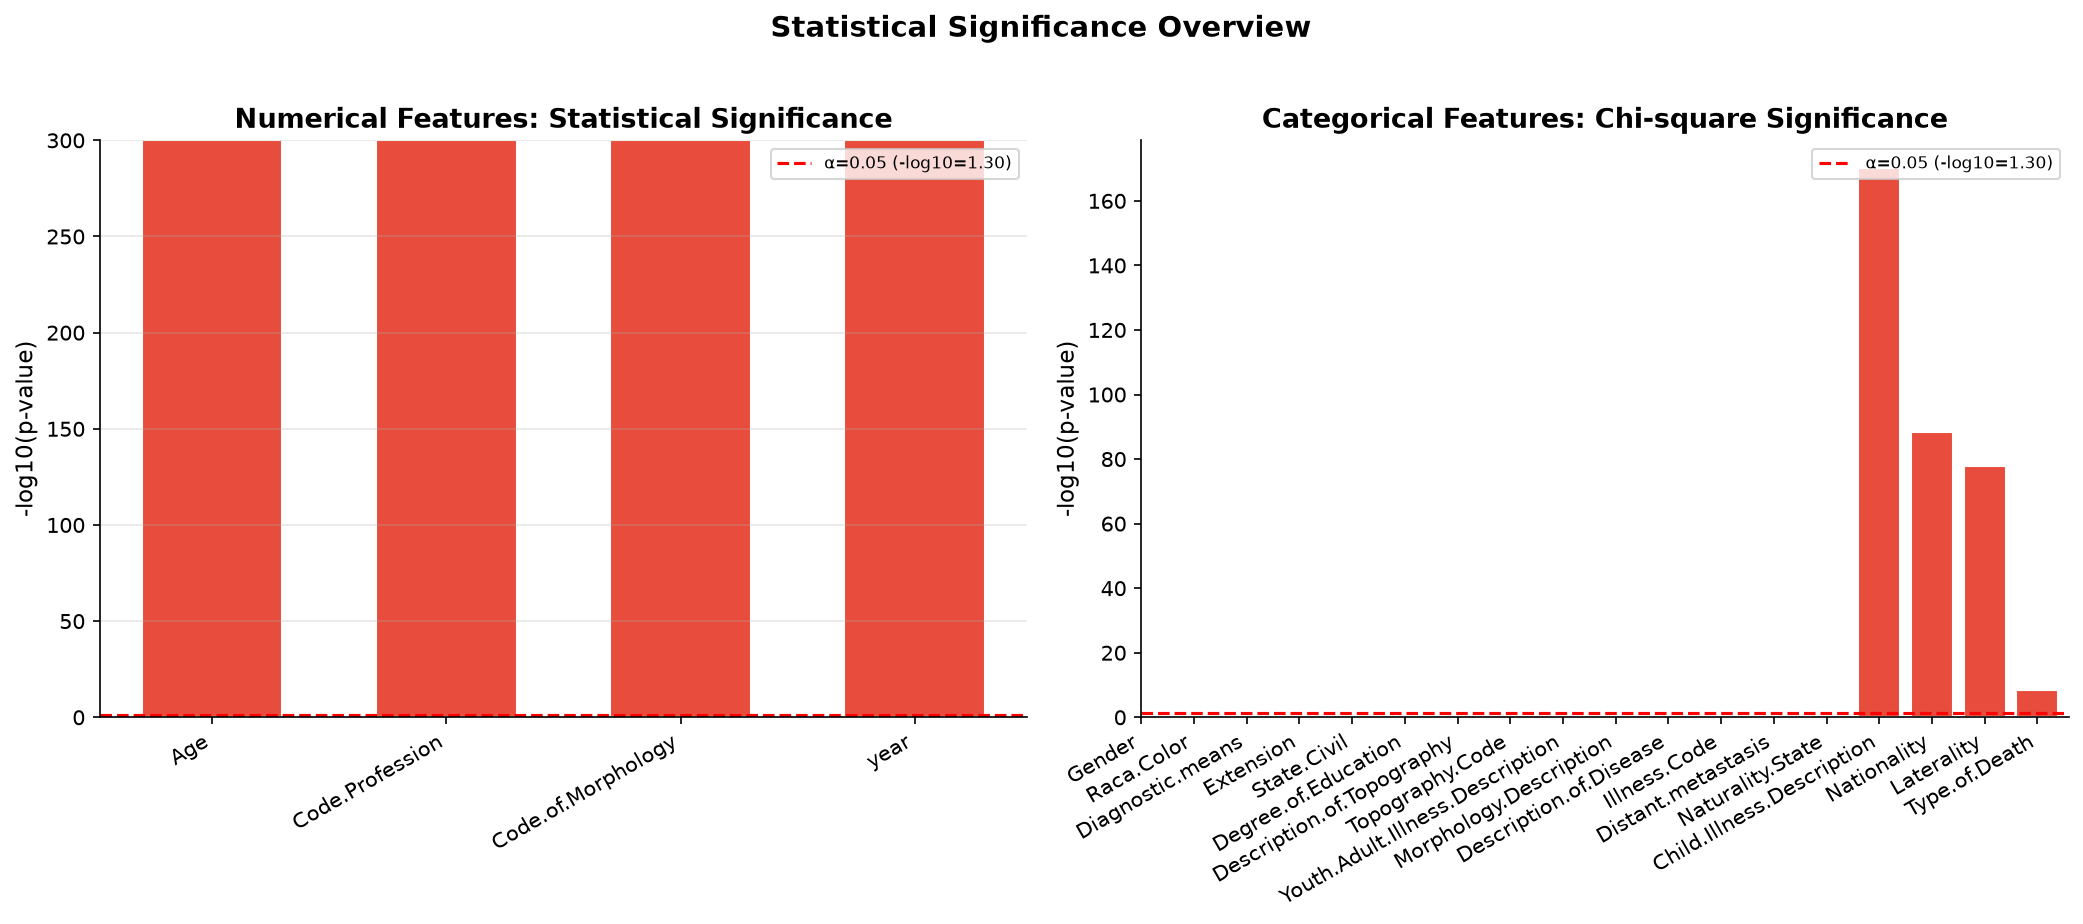 Statistical Significance Overview
Numerical Features: Statistical Significance
α=0.05 (-log10=1.30)
-log10(p-value)
300
250
200
150
100
50
0
Age
Code.Profession
Code.of.Morphology
year
Categorical Features: Chi-square Significance
α=0.05 (-log10=1.30)
-log10(p-value)
160
140
120
100
80
60
40
20
0
Gender
Raca.Color
Diagnostic.means
Extension
State.Civil
Degree.of.Education
Description.of.Topography
Topography.Code
Youth.Adult.Illness.Description
Morphology.Description
Description.of.Disease
Illness.Code
Distant.metastasis
Naturality.State
Child.Illness.Description
Nationality
Laterality
Type.of.Death